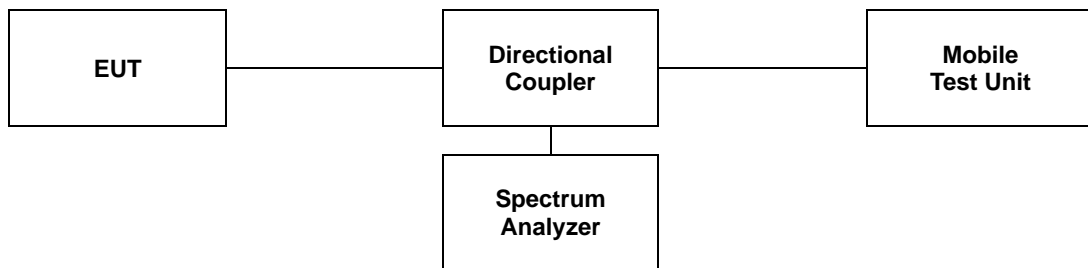 EUT
Directional
Coupler
Mobile
Test Unit
Spectrum
Analyzer